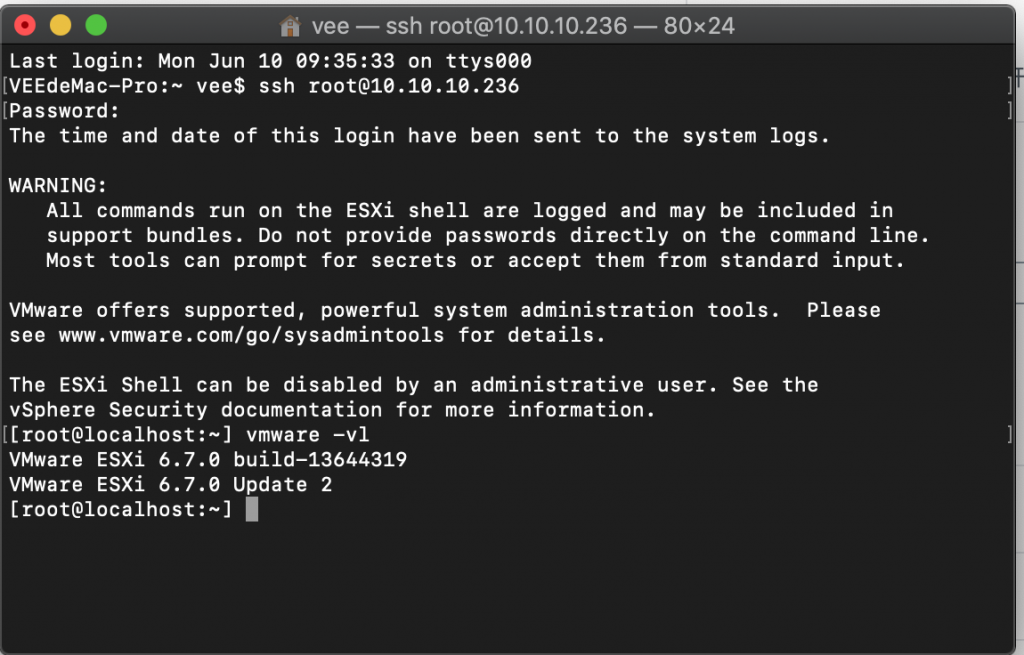 vee — ssh root@10.10.10.236 — 80×24
Last login: Mon Jun 10 09:35:33 on ttys000
[VEEdeMac-Pro:~ vee$ ssh root@10.10.10.236 ]
[Password: ]
The time and date of this login have been sent to the system logs.
WARNING:
All commands run on the ESXi shell are logged and may be included in
support bundles. Do not provide passwords directly on the command line.
Most tools can prompt for secrets or accept them from standard input.
VMware offers supported, powerful system administration tools.  Please
see www.vmware.com/go/sysadmintools for details.
The ESXi Shell can be disabled by an administrative user. See the
vSphere Security documentation for more information.
[[root@localhost:~] vmware -vl ]
VMware ESXi 6.7.0 build-13644319
VMware ESXi 6.7.0 Update 2
[root@localhost:~]